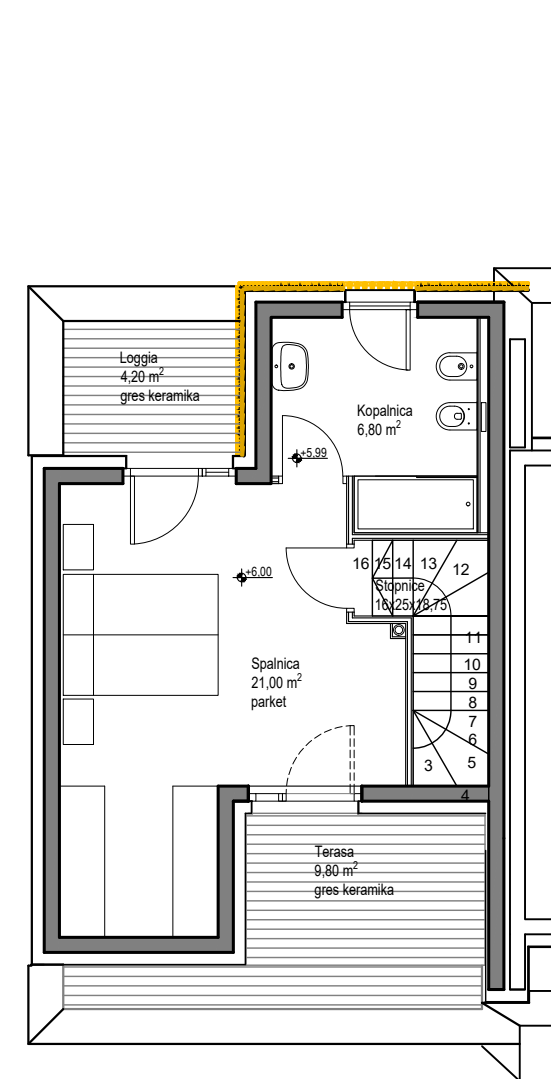 Loggia
4,20 m²
gres keramika
Kopalnica
6,80 m²
+5.99
+6.00
16 15 14 13 12
Stopnice
16x25x18,75
11
10
9
8
7
6
5
3
4
Spalnica
21,00 m²
parket
Terasa
9,80 m²
gres keramika